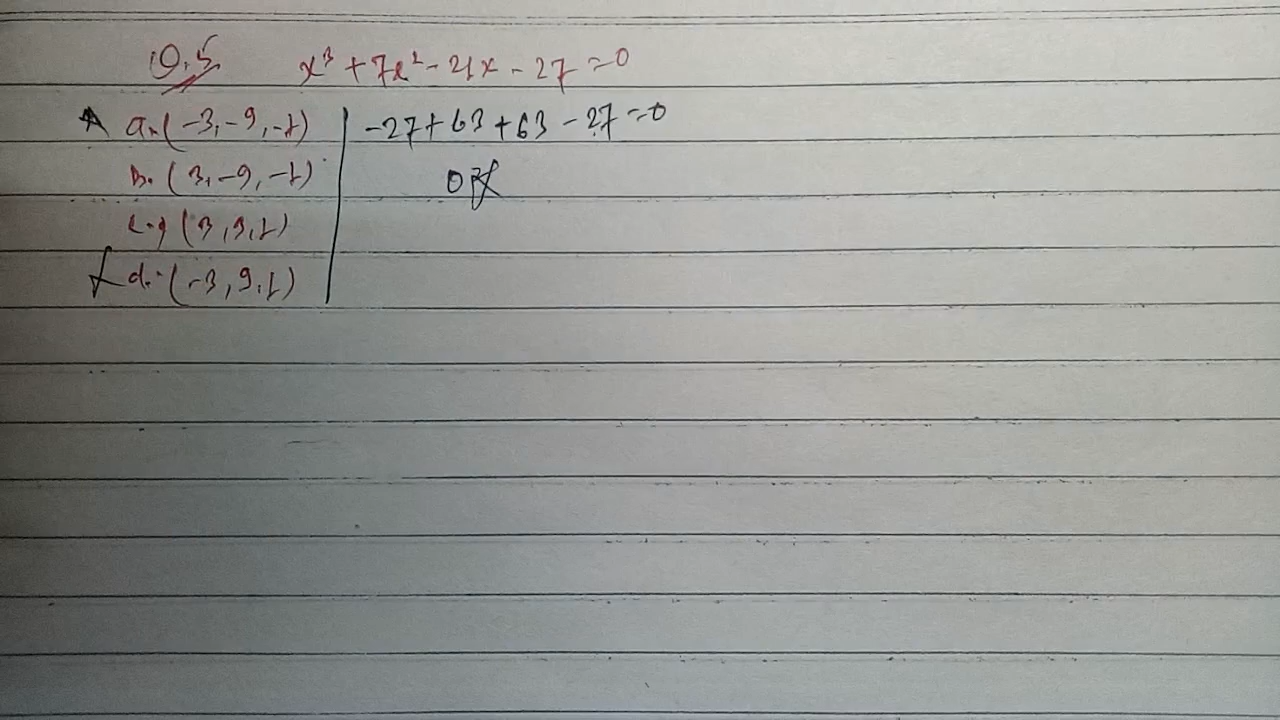 Q.5 x³ + 7x² - 21x - 27 = 0
a. (-3, -9, -1) -27 + 63 + 63 - 27 = 0
b. (3, -9, -1)
c. (3, 9, 1)
d. (-3, 9, 1)